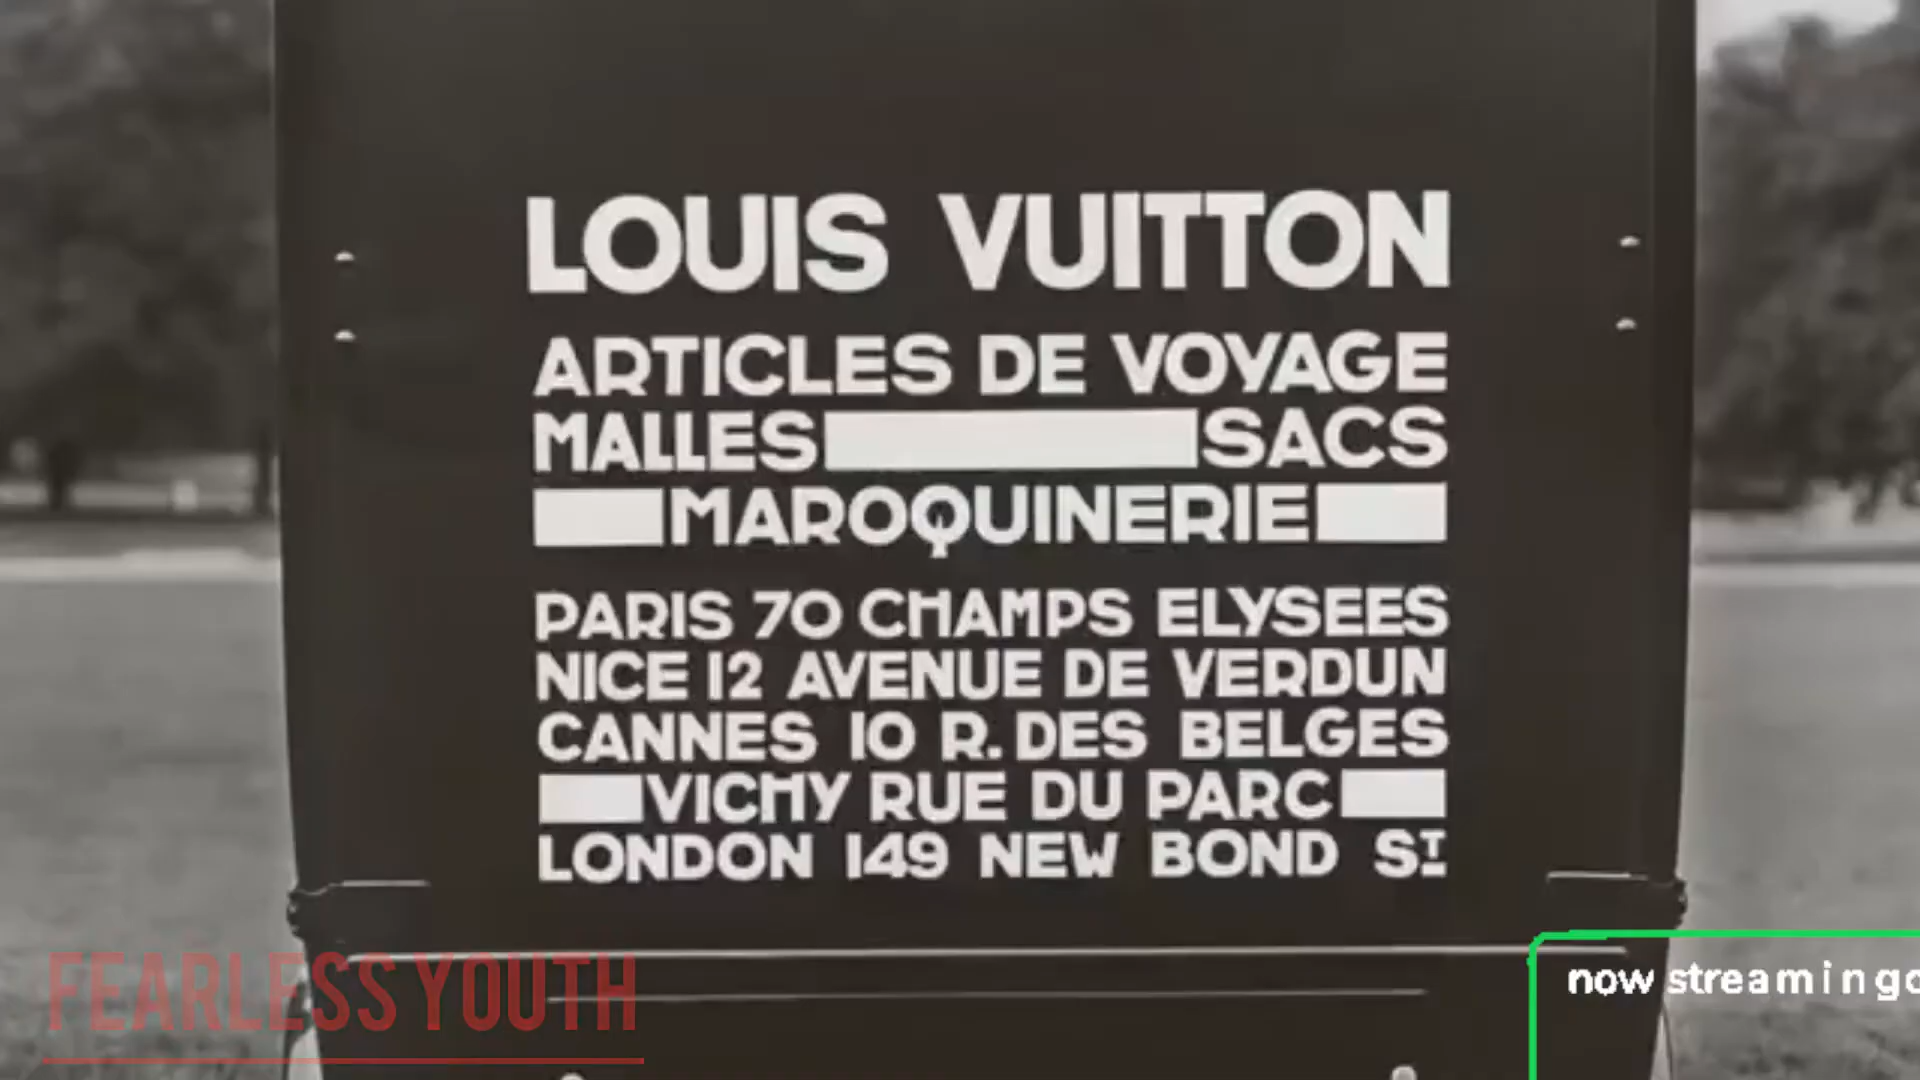 LOUIS VUITTON
ARTICLES DE VOYAGE
MALLES SACS
MAROQUINERIE
PARIS 70 CHAMPS ELYSEES
NICE 12 AVENUE DE VERDUN
CANNES 10 R. DES BELGES
VICHY RUE DU PARC
LONDON 149 NEW BOND ST
FEARLESS YOUTH
now streaming